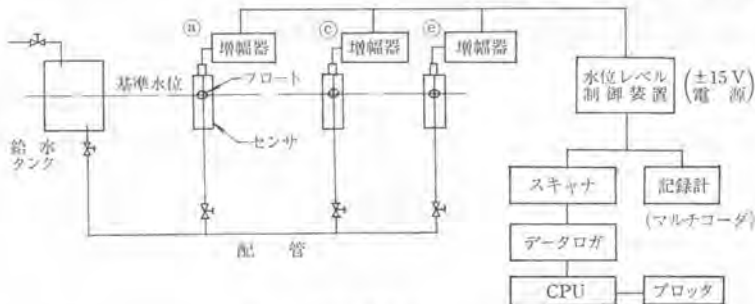 ⓐ
ⓒ
ⓔ
増幅器
増幅器
増幅器
基準水位
フロート
センサ
給水
タンク
配管
水位レベル
制御装置
(±15V
電源)
スキャナ
記録計
(マルチコーダ)
データロガ
CPU
プロッタ